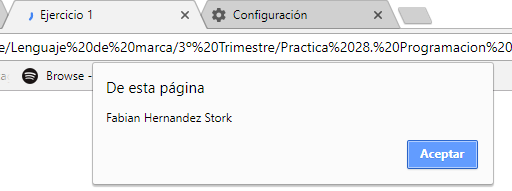 Ejercicio 1
Configuración
e/Lenguaje%20de%20marca/3º%20Trimestre/Practica%2028.%20Programacion%20
Browse -
De esta página
Fabian Hernandez Stork
Aceptar